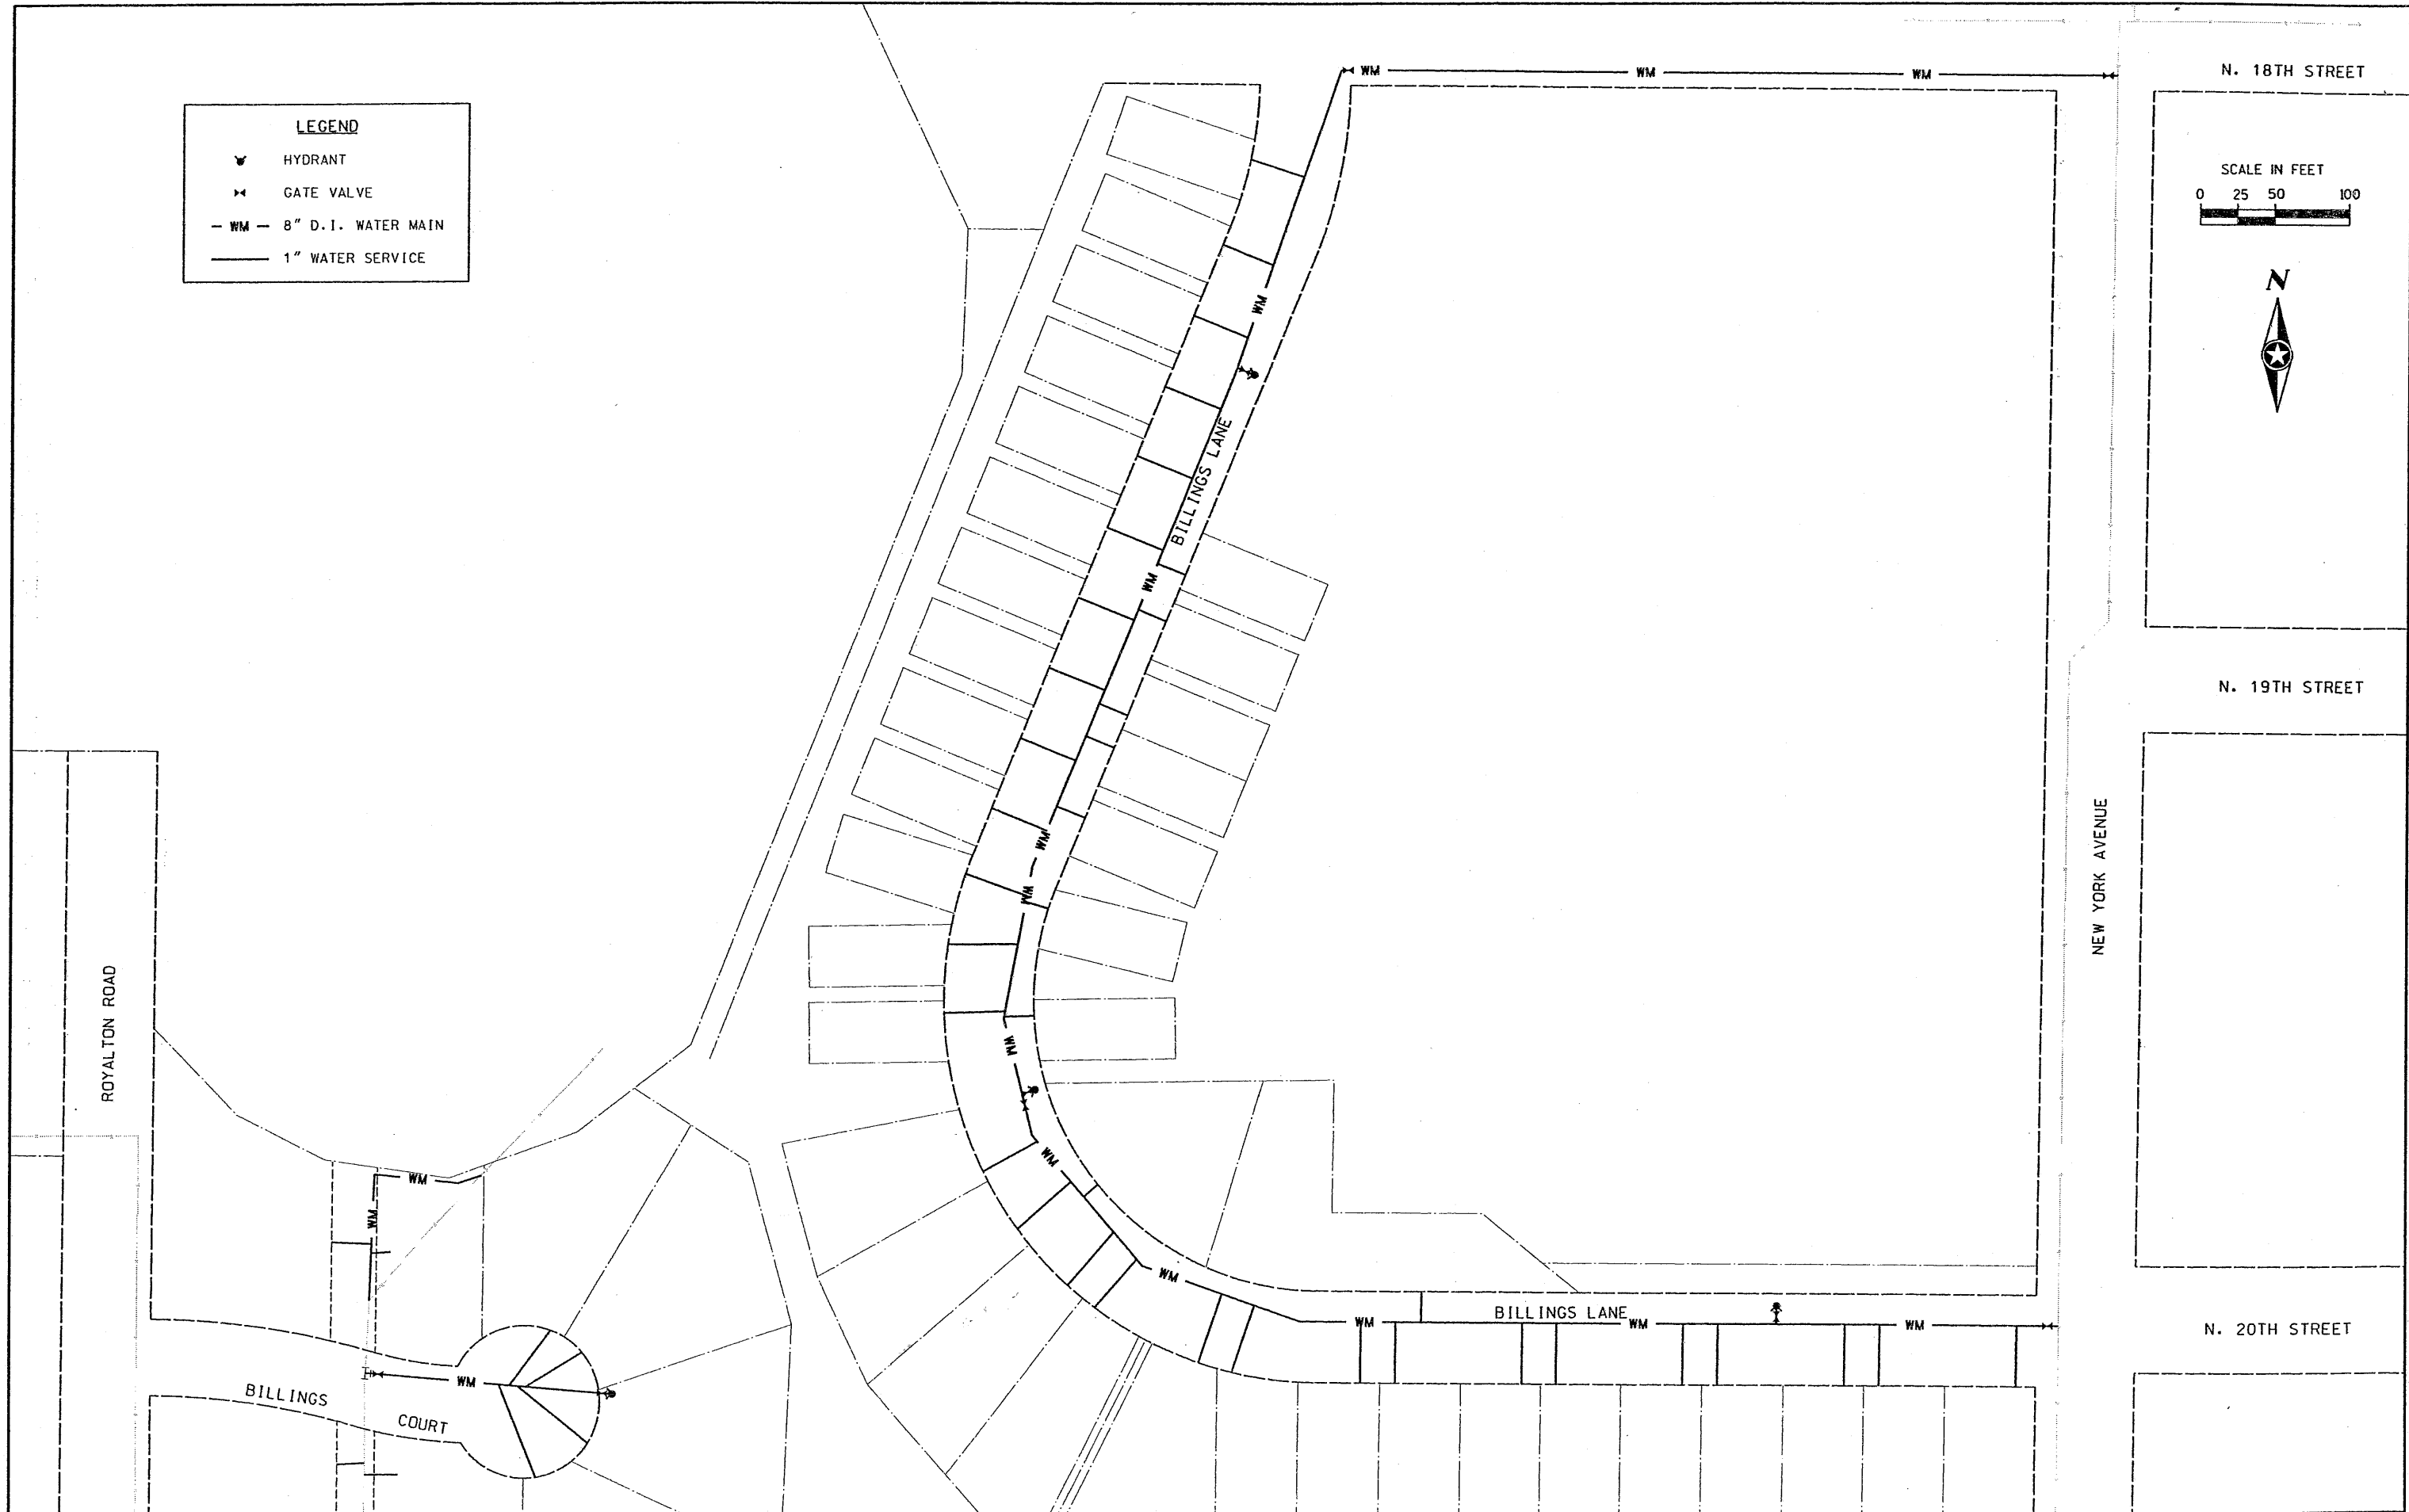 WM WM WM
N. 18TH STREET
LEGEND
HYDRANT
GATE VALVE
WM 8" D.I. WATER MAIN
1" WATER SERVICE
SCALE IN FEET
0 25 50 100
N
WM
BILLINGS LANE
WM
N. 19TH STREET
NEW YORK AVENUE
WM
WM
ROYALTON ROAD
WM
WM
WM
WM
WM
BILLINGS LANE
WM WM WM
N. 20TH STREET
WM
BILLINGS
COURT